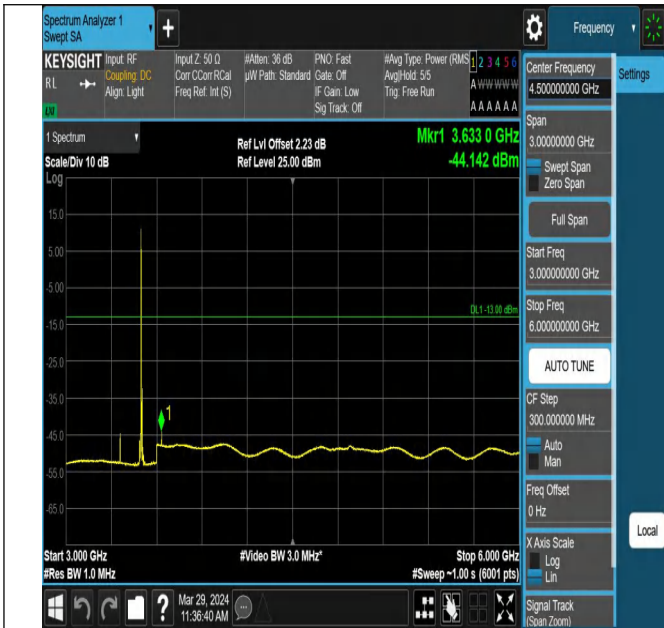 Spectrum Analyzer 1
Swept SA
Frequency
KEYSIGHT Input: RF
RL
Coupling: DC
Align: Light
LXI
Input Z: 50 Ω
Corr CCorr RCal
Freq Ref: Int (S)
#Atten: 36 dB
µW Path: Standard
PNO: Fast
Gate: Off
IF Gain: Low
Sig Track: Off
#Avg Type: Power (RMS
Avg|Hold: 5/5
Trig: Free Run
1 2 3 4 5 6
A W W W W W
A A A A A A
Center Frequency
4.500000000 GHz
Settings
Span
3.00000000 GHz
Swept Span
Zero Span
Full Span
Start Freq
3.000000000 GHz
Stop Freq
6.000000000 GHz
AUTO TUNE
CF Step
300.000000 MHz
Auto
Man
Freq Offset
0 Hz
X Axis Scale
Log
Lin
Signal Track
(Span Zoom)
Local
1 Spectrum
Scale/Div 10 dB
Log
Ref Lvl Offset 2.23 dB
Ref Level 25.00 dBm
Mkr1 3.633 0 GHz
-44.142 dBm
15.0
5.00
-5.00
DL1 -13.00 dBm
-15.0
-25.0
-35.0
1
-45.0
-55.0
-65.0
Start 3.000 GHz
#Res BW 1.0 MHz
#Video BW 3.0 MHz*
Stop 6.000 GHz
#Sweep ~1.00 s (6001 pts)
?
Mar 29, 2024
11:36:40 AM